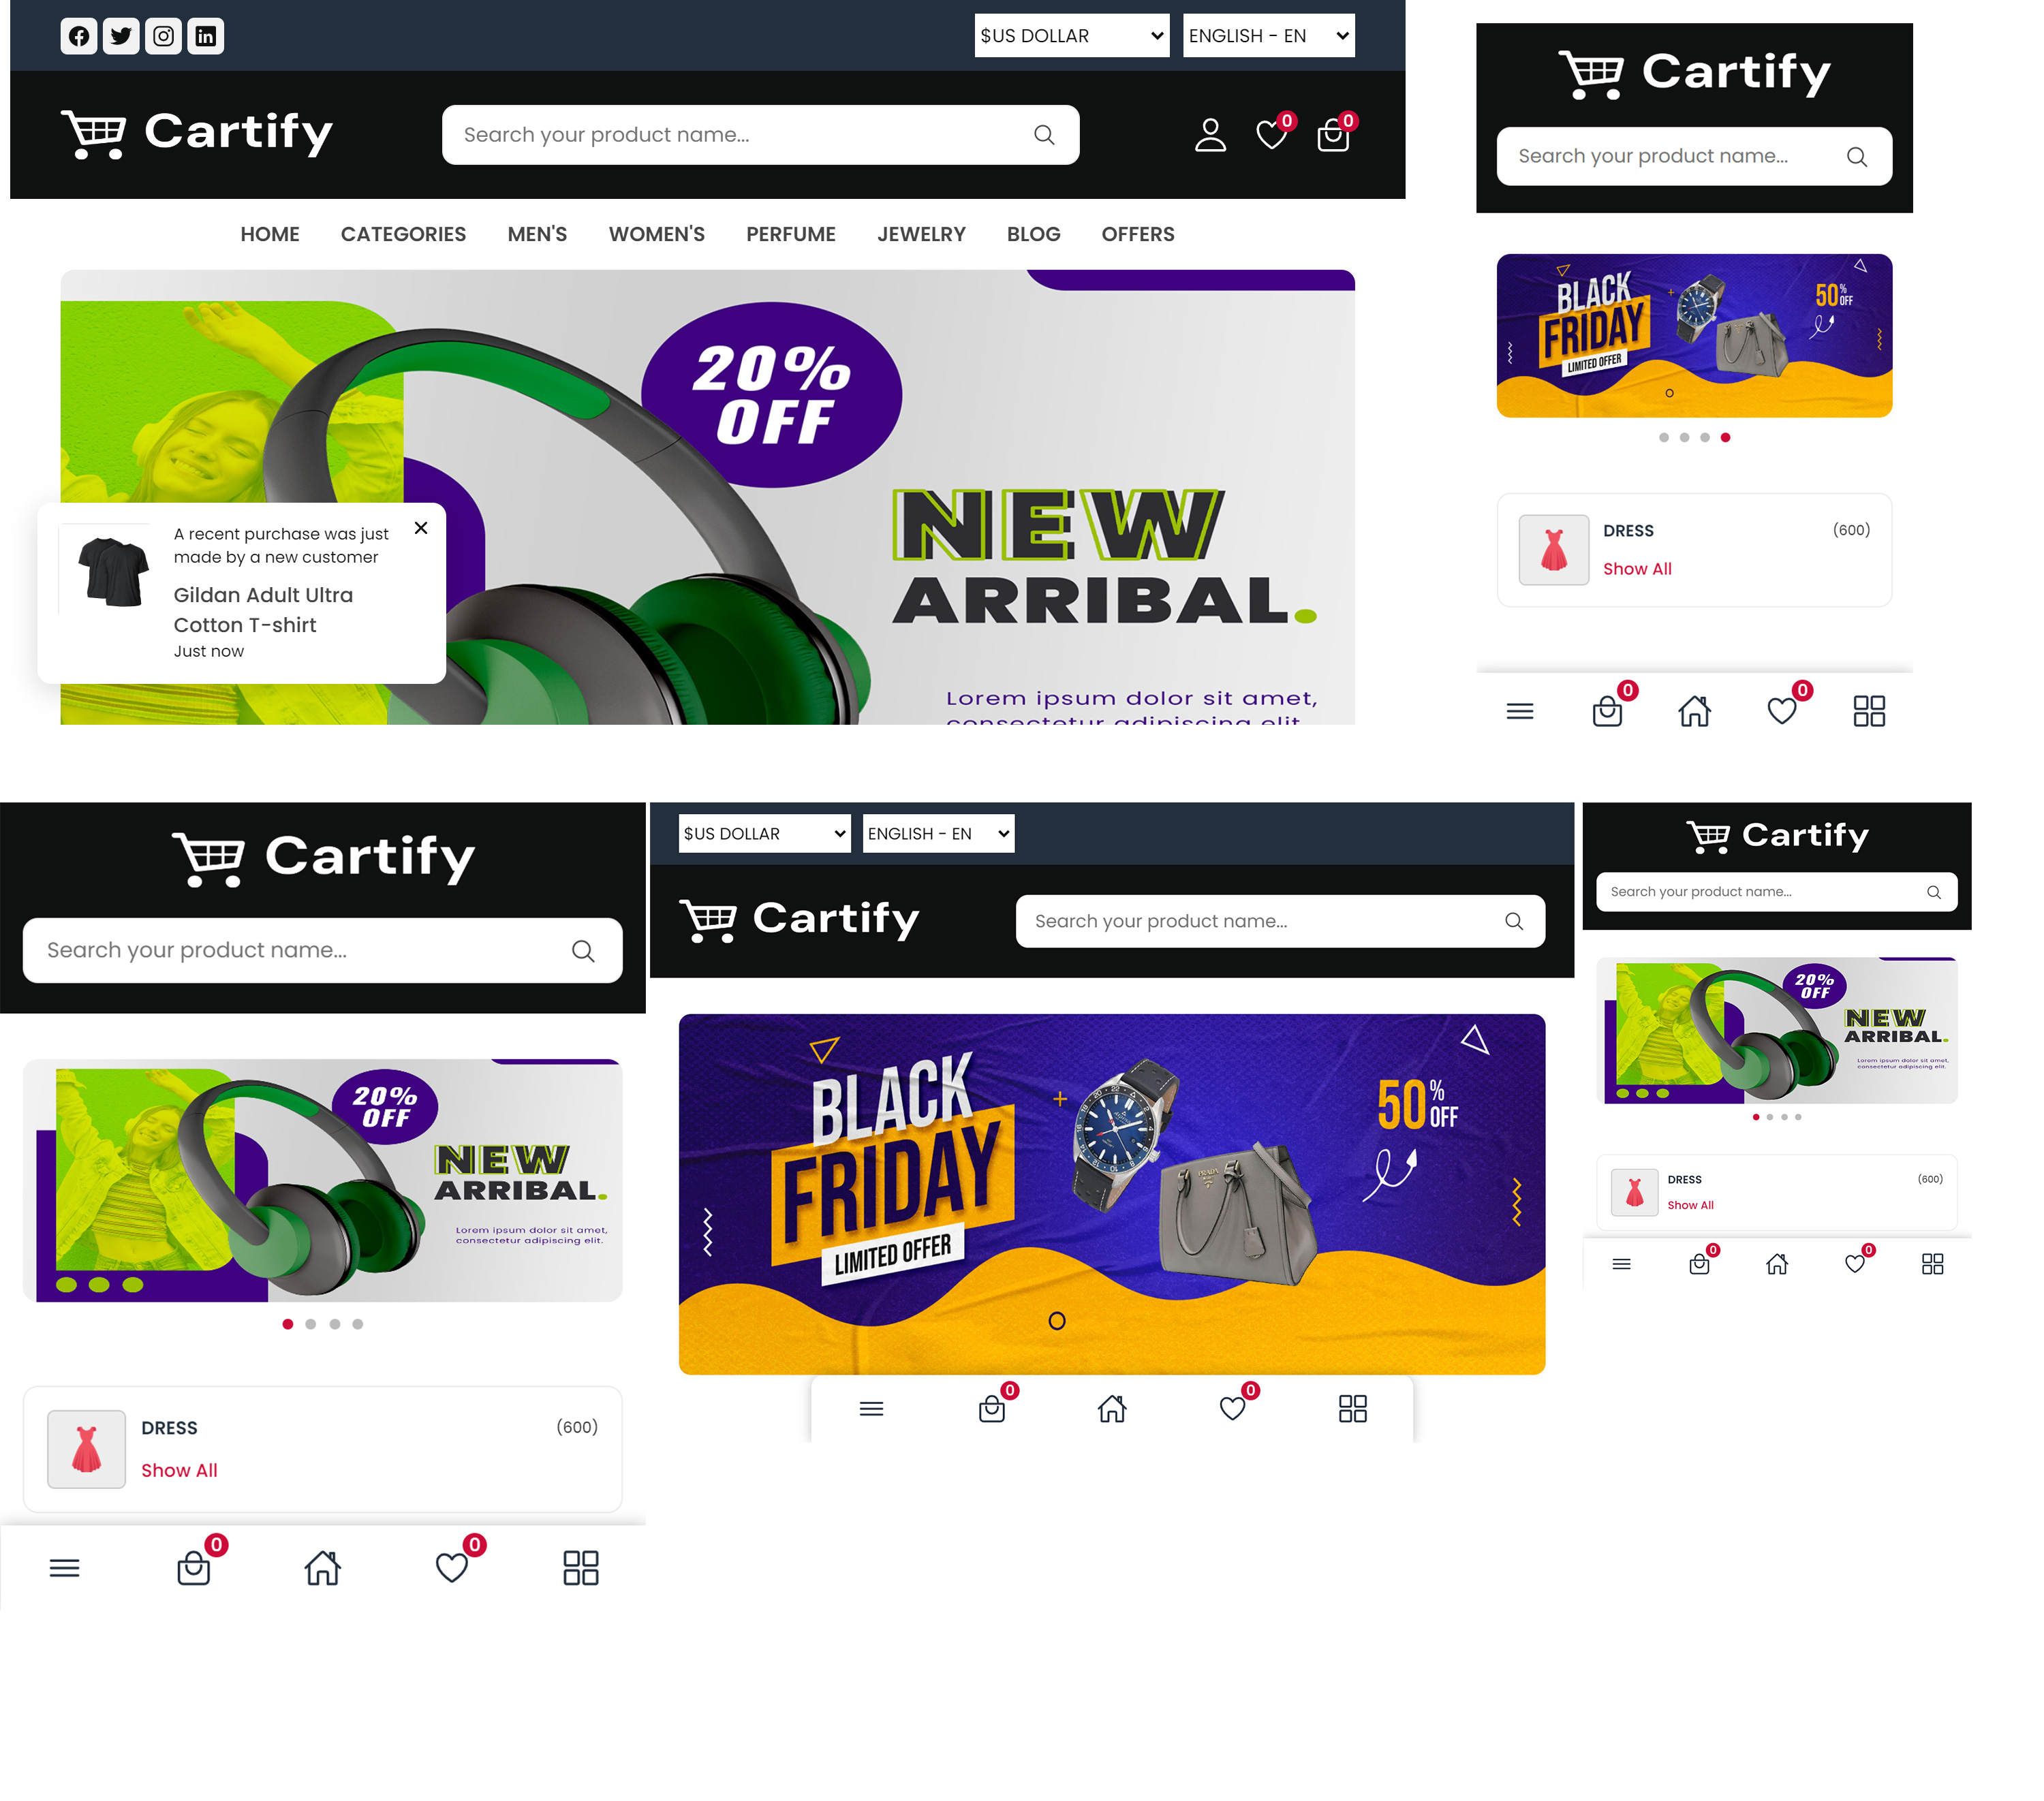 $US DOLLAR
ENGLISH - EN
Cartify
Search your product name...
0
0
HOME CATEGORIES MEN'S WOMEN'S PERFUME JEWELRY BLOG OFFERS
20%
OFF
NEW
ARRIBAL.
Lorem ipsum dolor sit amet,
consectetur adipiscing elit.
A recent purchase was just
made by a new customer
Gildan Adult Ultra
Cotton T-shirt
Just now
Cartify
Search your product name...
BLACK
FRIDAY
LIMITED OFFER
50%
OFF
DRESS
(600)
Show All
0
0
Cartify
Search your product name...
20%
OFF
NEW
ARRIBAL.
Lorem ipsum dolor sit amet,
consectetur adipiscing elit.
DRESS
(600)
Show All
0
0
$US DOLLAR
ENGLISH - EN
Cartify
Search your product name...
BLACK
FRIDAY
LIMITED OFFER
50%
OFF
PRADA
0
0
Cartify
Search your product name...
20%
OFF
NEW
ARRIBAL.
Lorem ipsum dolor sit amet,
consectetur adipiscing elit.
DRESS
(600)
Show All
0
0